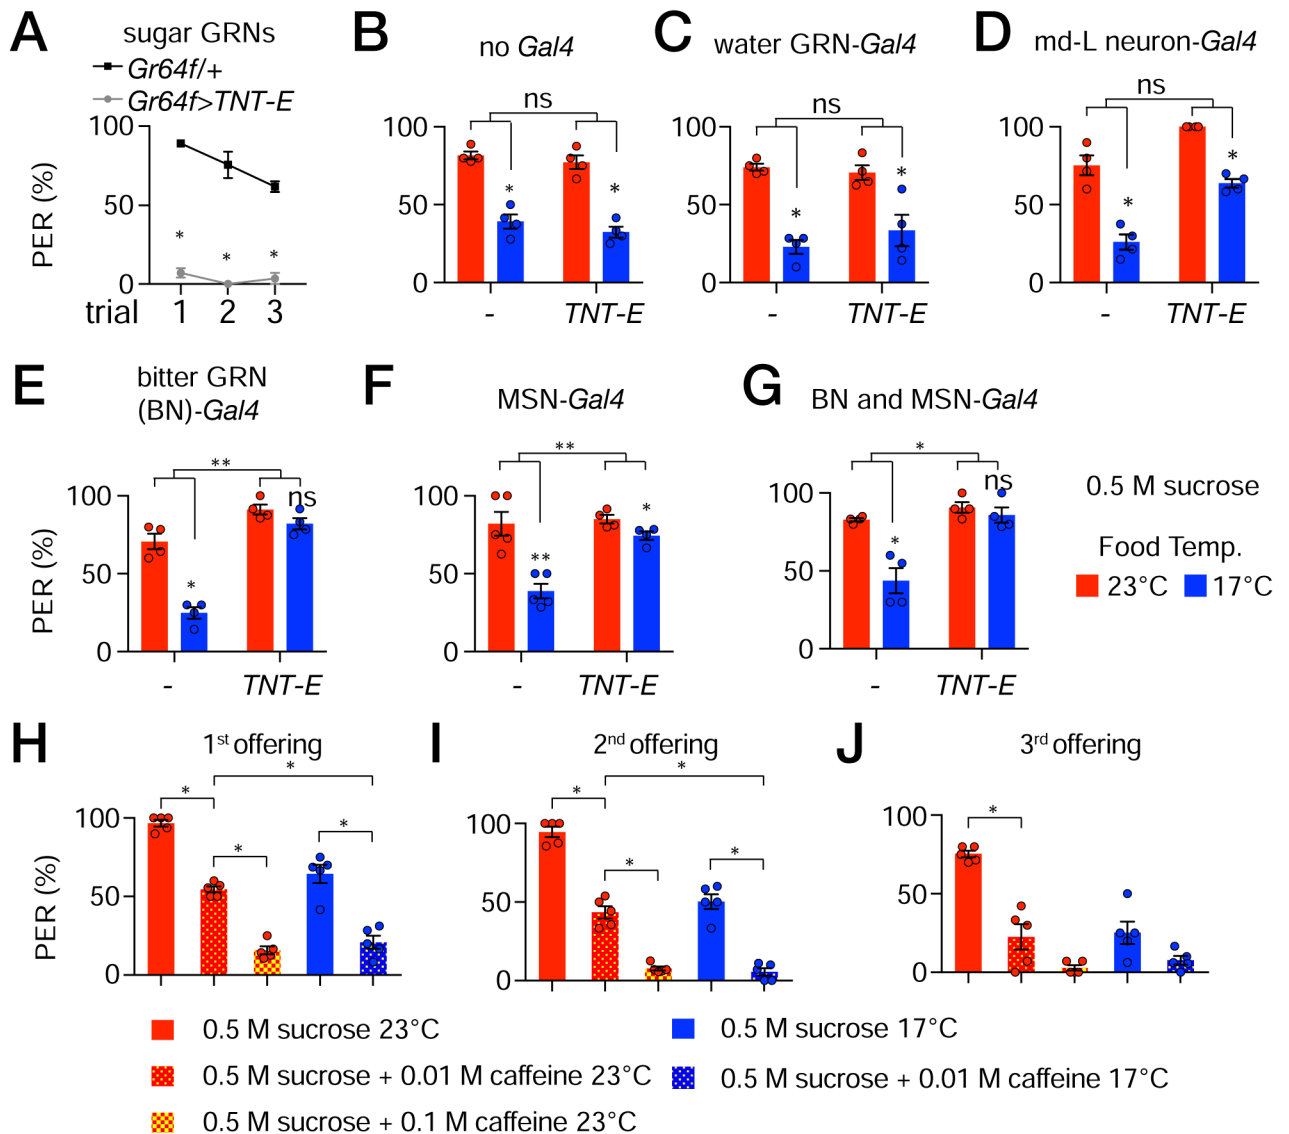 A
sugar GRNs
Gr64f/+
Gr64f>TNT-E
PER (%)
100
50
0
* * *
trial 1 2 3
B
no Gal4
ns
100
50
0
* *
- TNT-E
C
water GRN-Gal4
ns
100
50
0
* *
- TNT-E
D
md-L neuron-Gal4
ns
100
50
0
* *
- TNT-E
E
bitter GRN
(BN)-Gal4
**
ns
PER (%)
100
50
0
*
- TNT-E
F
MSN-Gal4
**
100
50
0
** *
- TNT-E
G
BN and MSN-Gal4
*
ns
100
50
0
*
- TNT-E
0.5 M sucrose
Food Temp.
23°C 17°C
H
1st offering
*
* *
*
PER (%)
100
50
0
I
2nd offering
*
*
* *
100
50
0
J
3rd offering
*
100
50
0
0.5 M sucrose 23°C
0.5 M sucrose + 0.01 M caffeine 23°C
0.5 M sucrose + 0.1 M caffeine 23°C
0.5 M sucrose 17°C
0.5 M sucrose + 0.01 M caffeine 17°C